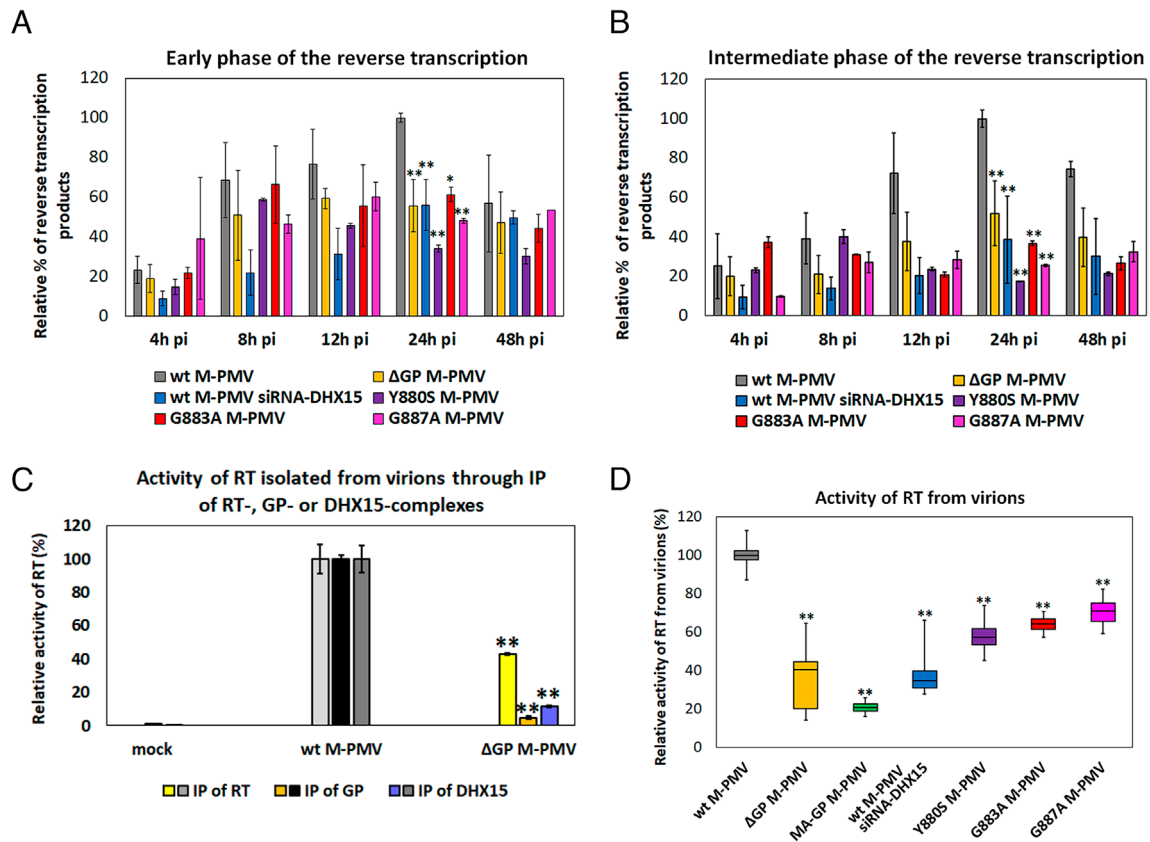 A
Early phase of the reverse transcription
Relative % of reverse transcription
products
120
100
80
60
40
20
0
** ** ** * **
4h pi 8h pi 12h pi 24h pi 48h pi
wt M-PMV ΔGP M-PMV
wt M-PMV siRNA-DHX15 Y880S M-PMV
G883A M-PMV G887A M-PMV
B
Intermediate phase of the reverse transcription
Relative % of reverse transcription
products
120
100
80
60
40
20
0
** ** ** ** **
4h pi 8h pi 12h pi 24h pi 48h pi
wt M-PMV ΔGP M-PMV
wt M-PMV siRNA-DHX15 Y880S M-PMV
G883A M-PMV G887A M-PMV
C
Activity of RT isolated from virions through IP
of RT-, GP- or DHX15-complexes
Relative activity of RT (%)
120
100
80
60
40
20
0
** ** **
mock wt M-PMV ΔGP M-PMV
IP of RT IP of GP IP of DHX15
D
Activity of RT from virions
Relative activity of RT from virions (%)
120
100
80
60
40
20
0
** ** ** ** ** **
wt M-PMV
ΔGP M-PMV
MA-GP M-PMV
wt M-PMV
siRNA-DHX15
Y880S M-PMV
G883A M-PMV
G887A M-PMV